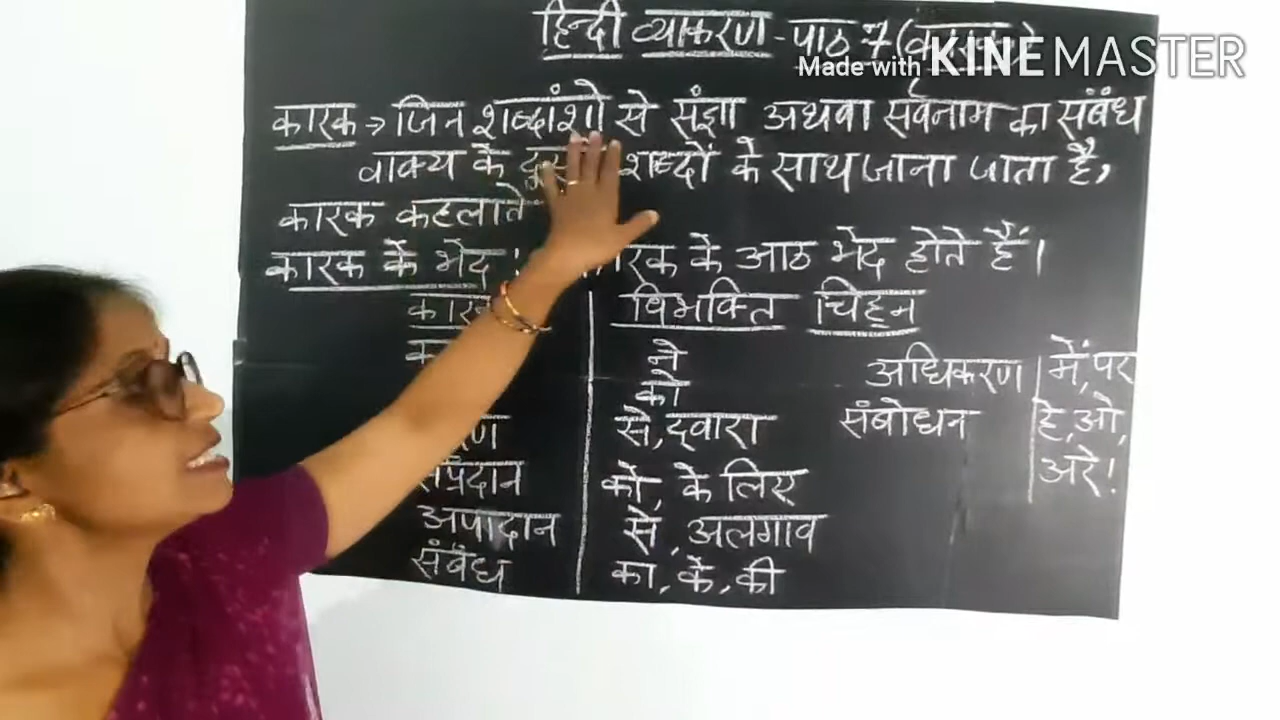 हिन्दी व्याकरण - पाठ 7 (कारक)
Made with KINEMASTER
कारक → जिन शब्दांशो से संज्ञा अथवा सर्वनाम का संबंध
वाक्य के शब्दों के साथ जाना जाता है,
कारक कहलाते
कारक के भेद : के आठ भेद होते हैं।
विभक्ति चिह्न
ने
को
अधिकरण में, पर
से, द्वारा
संबोधन हे, ओ,
अरे!
संप्रदान को, के लिए
अपादान से, अलगाव
संबंध का, के, की